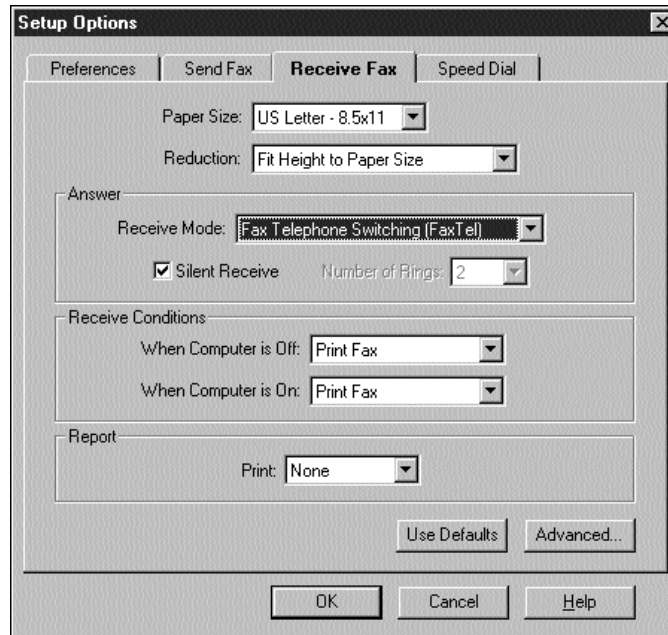 Setup Options
Preferences Send Fax Receive Fax Speed Dial
Paper Size: US Letter - 8.5x11
Reduction: Fit Height to Paper Size
Answer
Receive Mode: Fax Telephone Switching (FaxTel)
Silent Receive Number of Rings: 2
Receive Conditions
When Computer is Off: Print Fax
When Computer is On: Print Fax
Report
Print: None
Use Defaults Advanced...
OK Cancel Help